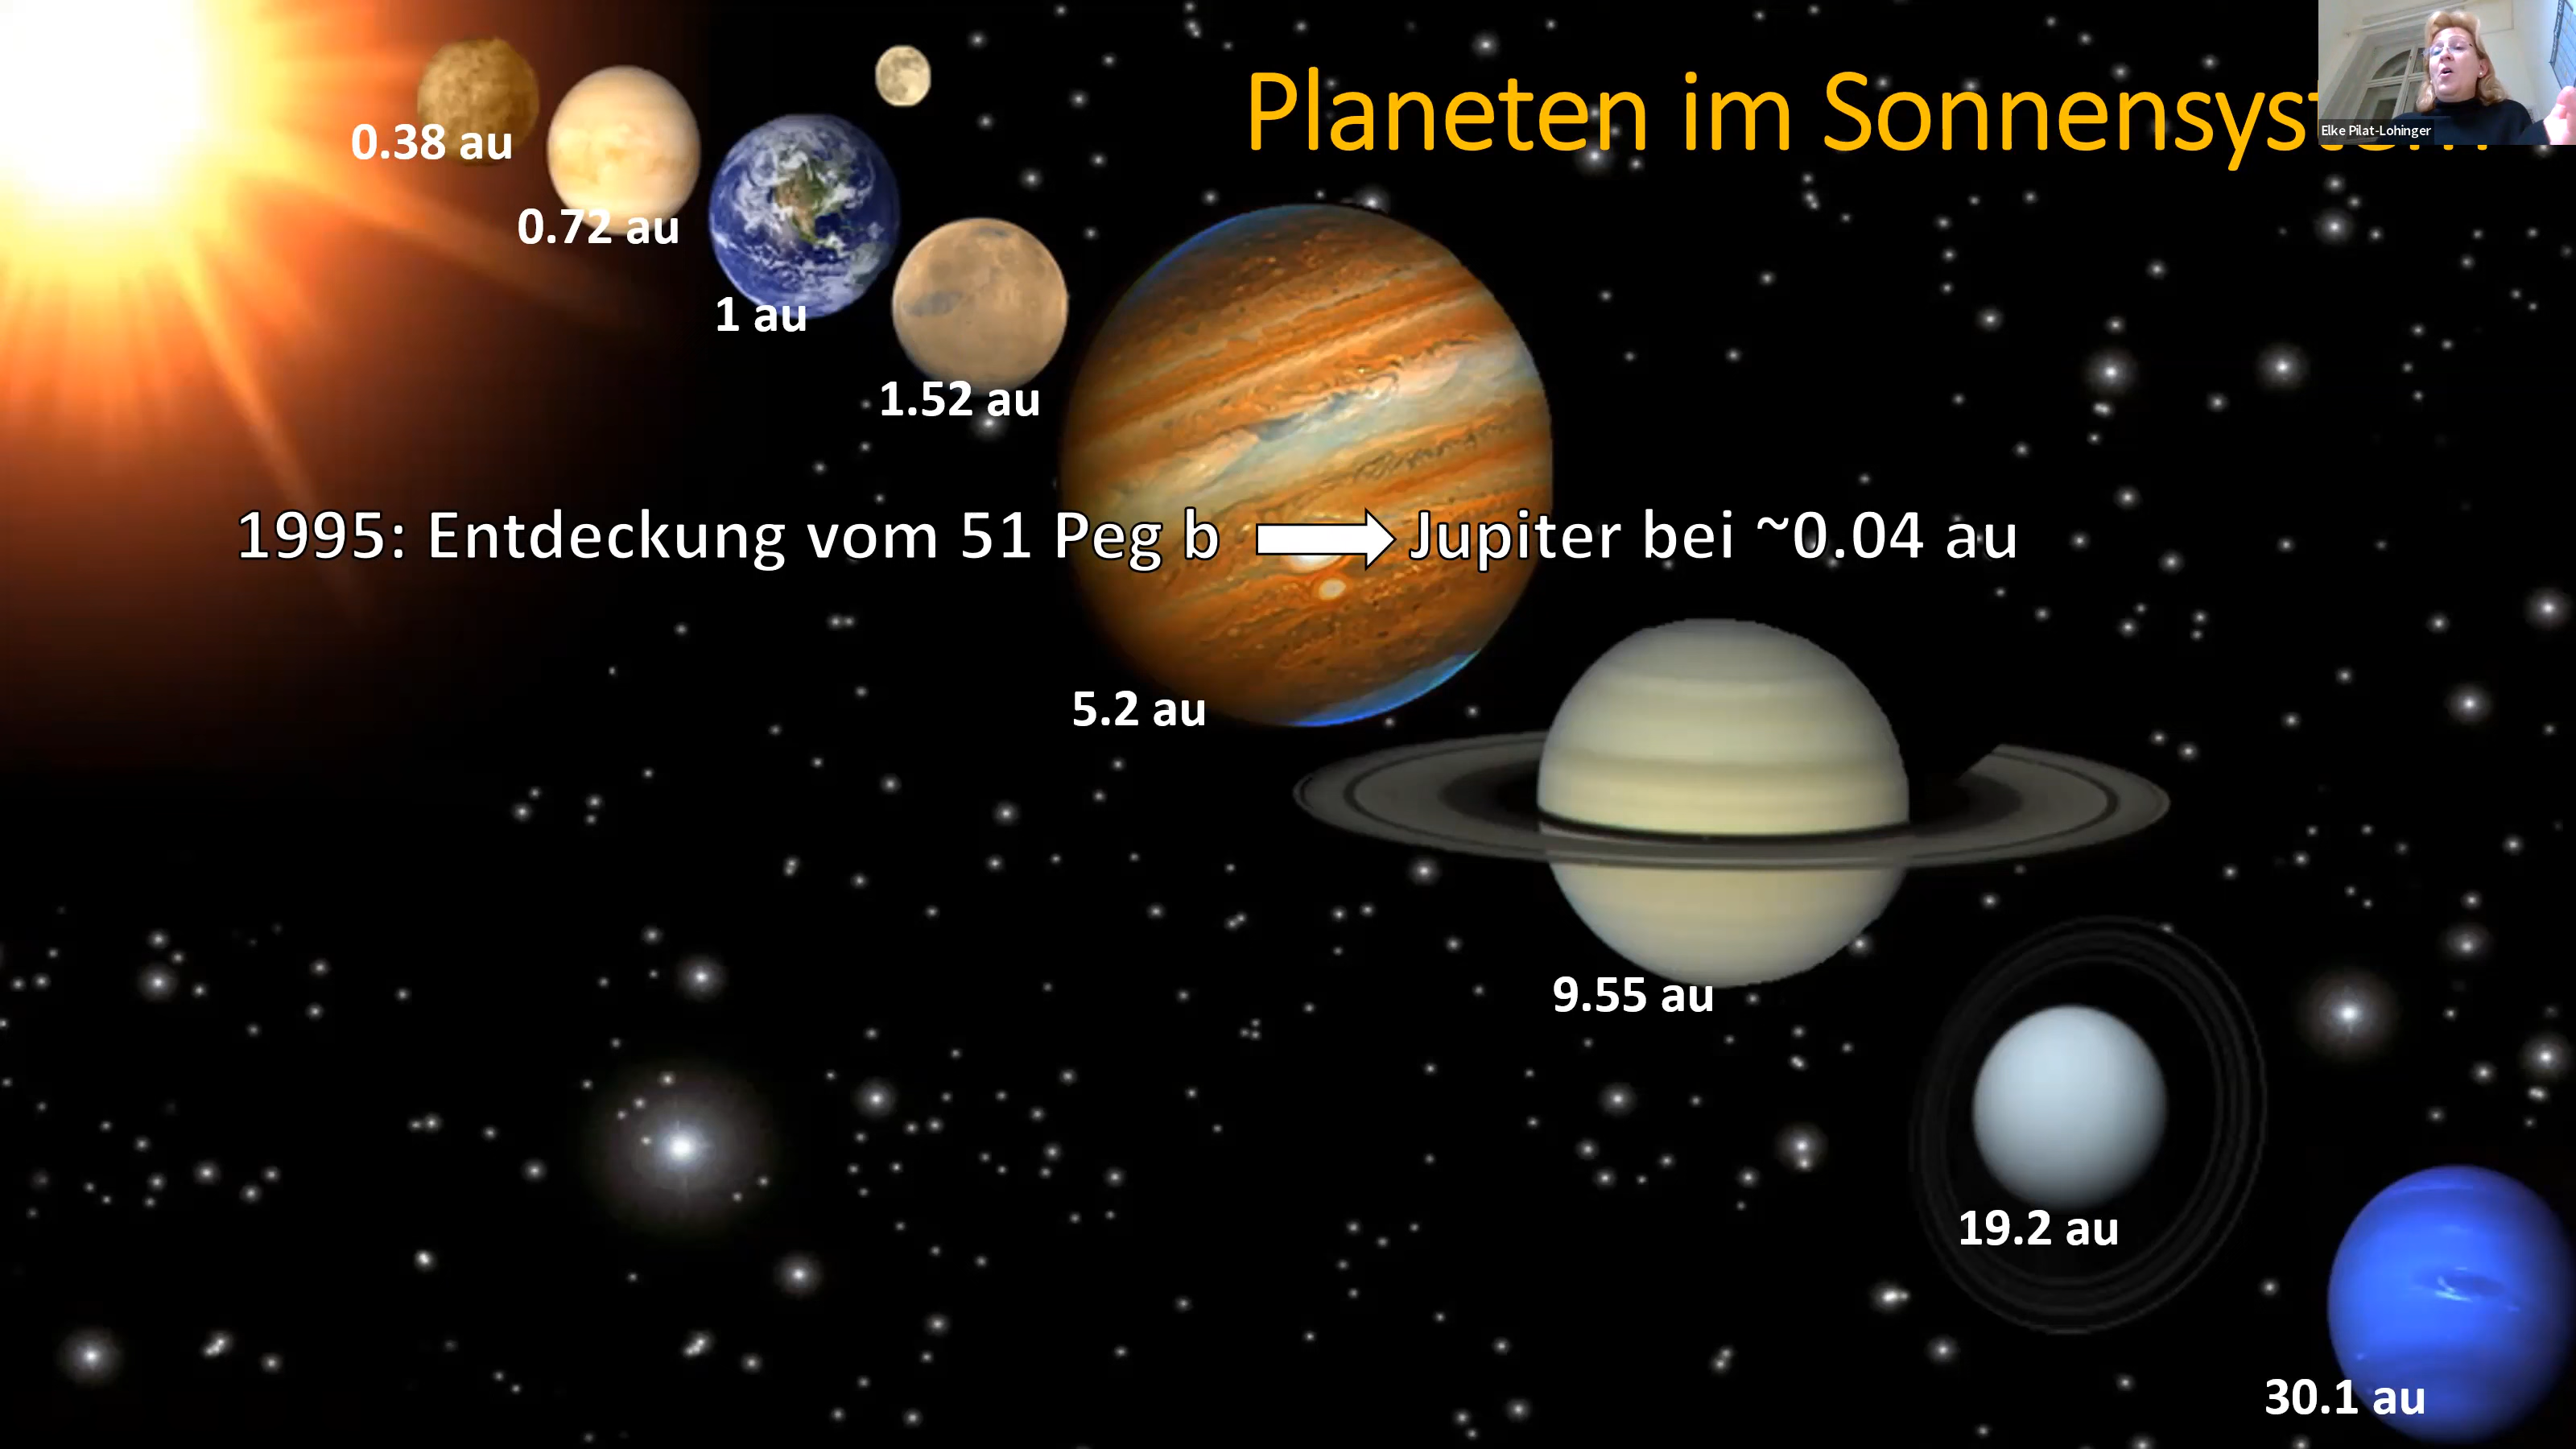 Planeten im Sonnensystem
Elke Pilat-Lohinger
0.38 au
0.72 au
1 au
1.52 au
1995: Entdeckung vom 51 Peg b
Jupiter bei ~0.04 au
5.2 au
9.55 au
19.2 au
30.1 au